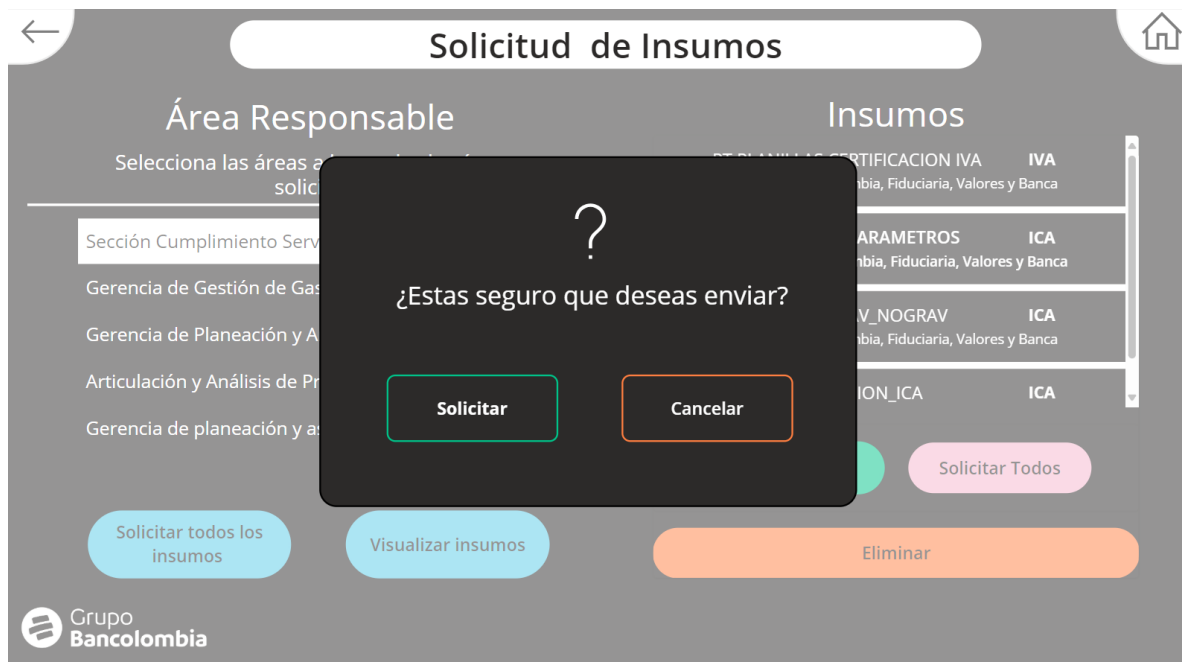 Solicitud de Insumos
Área Responsable
Selecciona las áreas a
solic
Sección Cumplimiento Serv
Gerencia de Gestión de Gas
Gerencia de Planeación y A
Articulación y Análisis de Pr
Gerencia de planeación y a
Solicitar todos los
insumos
Visualizar insumos
Insumos
CERTIFICACION IVA IVA
bia, Fiduciaria, Valores y Banca
ARAMETROS ICA
bia, Fiduciaria, Valores y Banca
V_NOGRAV ICA
bia, Fiduciaria, Valores y Banca
ION_ICA ICA
Solicitar Todos
Eliminar
?
¿Estas seguro que deseas enviar?
Solicitar
Cancelar
Grupo
Bancolombia